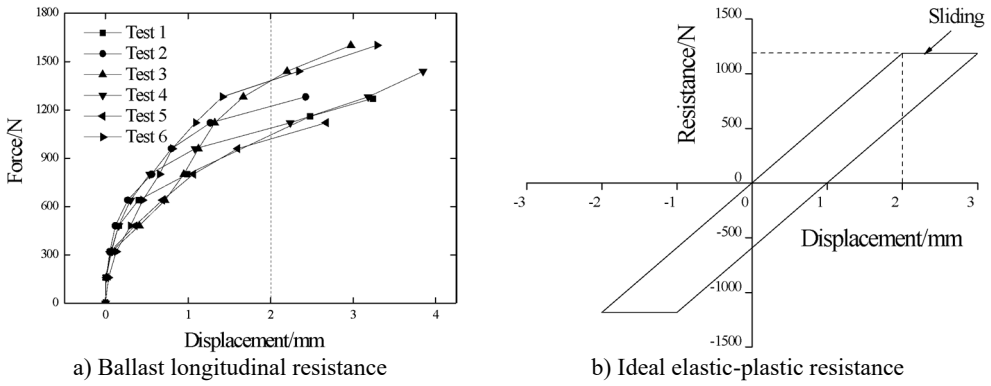 1800
1500
1200
900
600
300
0
Force/N
Test 1
Test 2
Test 3
Test 4
Test 5
Test 6
0 1 2 3 4
Displacement/mm
a) Ballast longitudinal resistance
1500
1000
500
0
-500
-1000
-1500
Resistance/N
Sliding
-3 -2 -1 0 1 2 3
Displacement/mm
b) Ideal elastic-plastic resistance